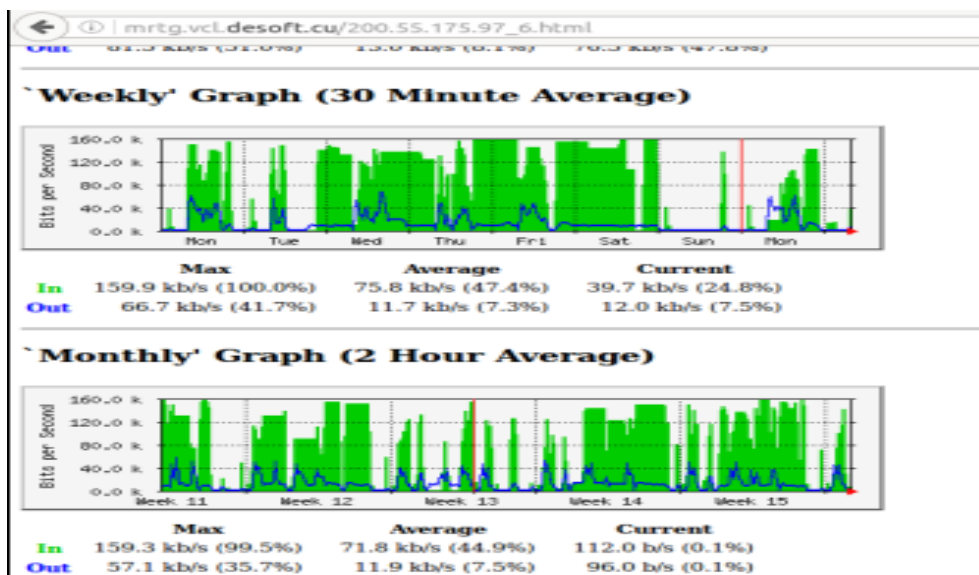 mrtg.vcl.desoft.cu/200.55.175.97_6.html
Out
`Weekly' Graph (30 Minute Average)
Bits per Second
160.0 k
120.0 k
80.0 k
40.0 k
0.0 k
Mon Tue Wed Thu Fri Sat Sun Mon
Max Average Current
In 159.9 kb/s (100.0%) 75.8 kb/s (47.4%) 39.7 kb/s (24.8%)
Out 66.7 kb/s (41.7%) 11.7 kb/s (7.3%) 12.0 kb/s (7.5%)
`Monthly' Graph (2 Hour Average)
Bits per Second
160.0 k
120.0 k
80.0 k
40.0 k
0.0 k
Week 11 Week 12 Week 13 Week 14 Week 15
Max Average Current
In 159.3 kb/s (99.5%) 71.8 kb/s (44.9%) 112.0 b/s (0.1%)
Out 57.1 kb/s (35.7%) 11.9 kb/s (7.5%) 96.0 b/s (0.1%)